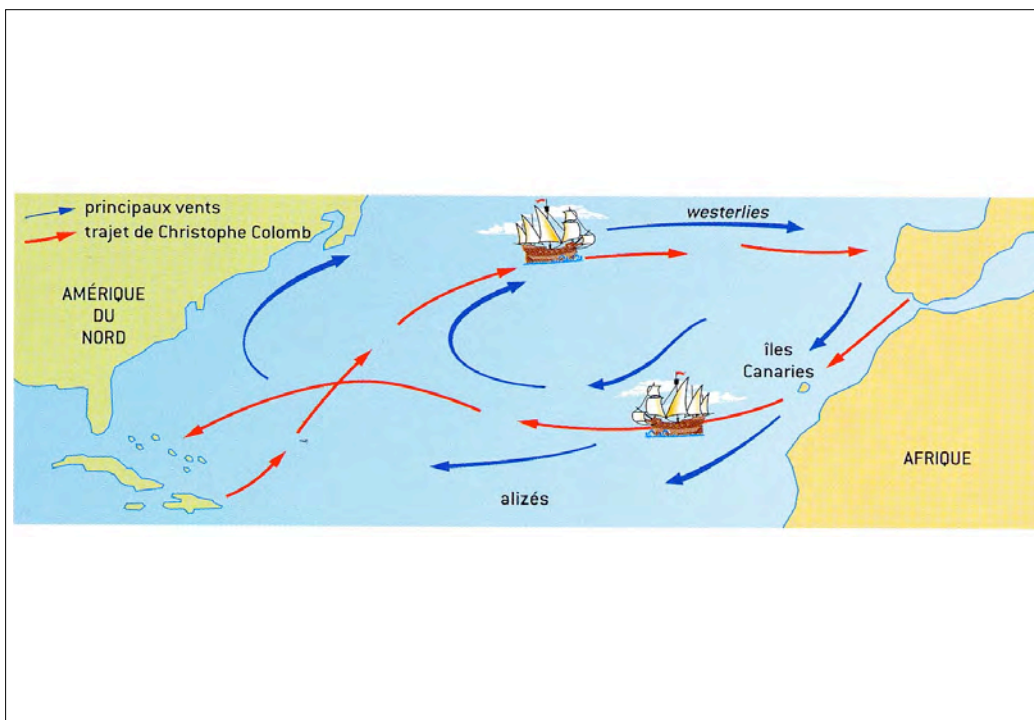 principaux vents
trajet de Christophe Colomb
westerlies
AMÉRIQUE
DU
NORD
îles
Canaries
AFRIQUE
alizés